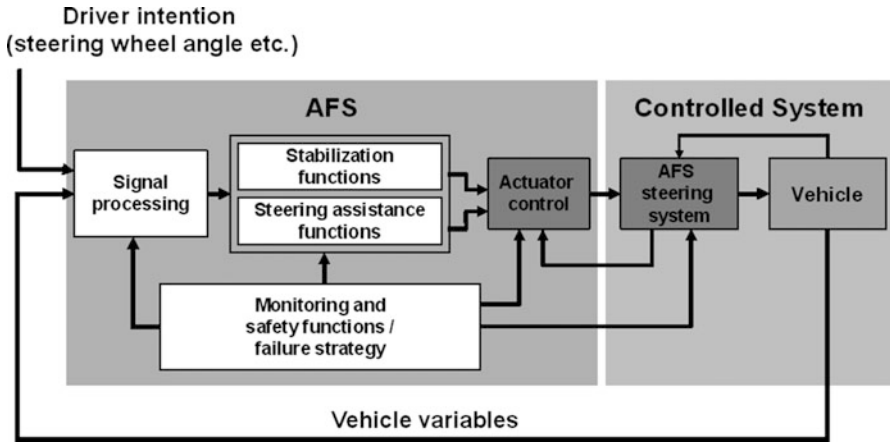 Driver intention
(steering wheel angle etc.)
AFS
Controlled System
Signal
processing
Stabilization
functions
Steering assistance
functions
Actuator
control
AFS
steering
system
Vehicle
Monitoring and
safety functions /
failure strategy
Vehicle variables